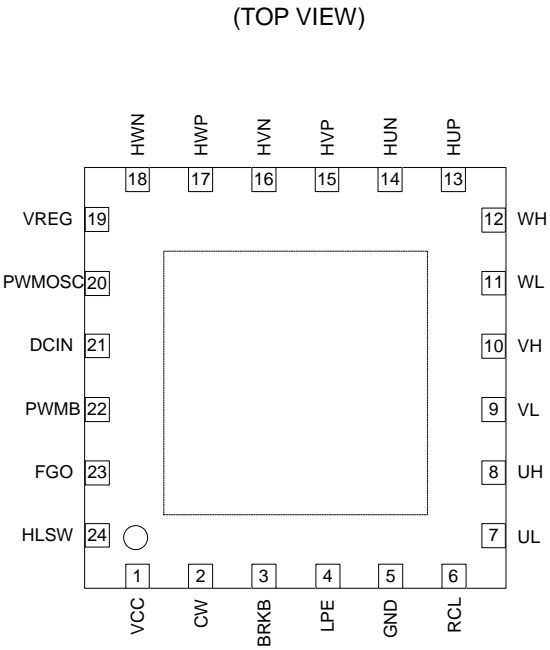 (TOP VIEW)
HWN HWP HVN HVP HUN HUP
18 17 16 15 14 13
VREG 19 12 WH
PWMOSC 20 11 WL
DCIN 21 10 VH
PWMB 22 9 VL
FGO 23 8 UH
HLSW 24 7 UL
1 2 3 4 5 6
VCC CW BRKB LPE GND RCL